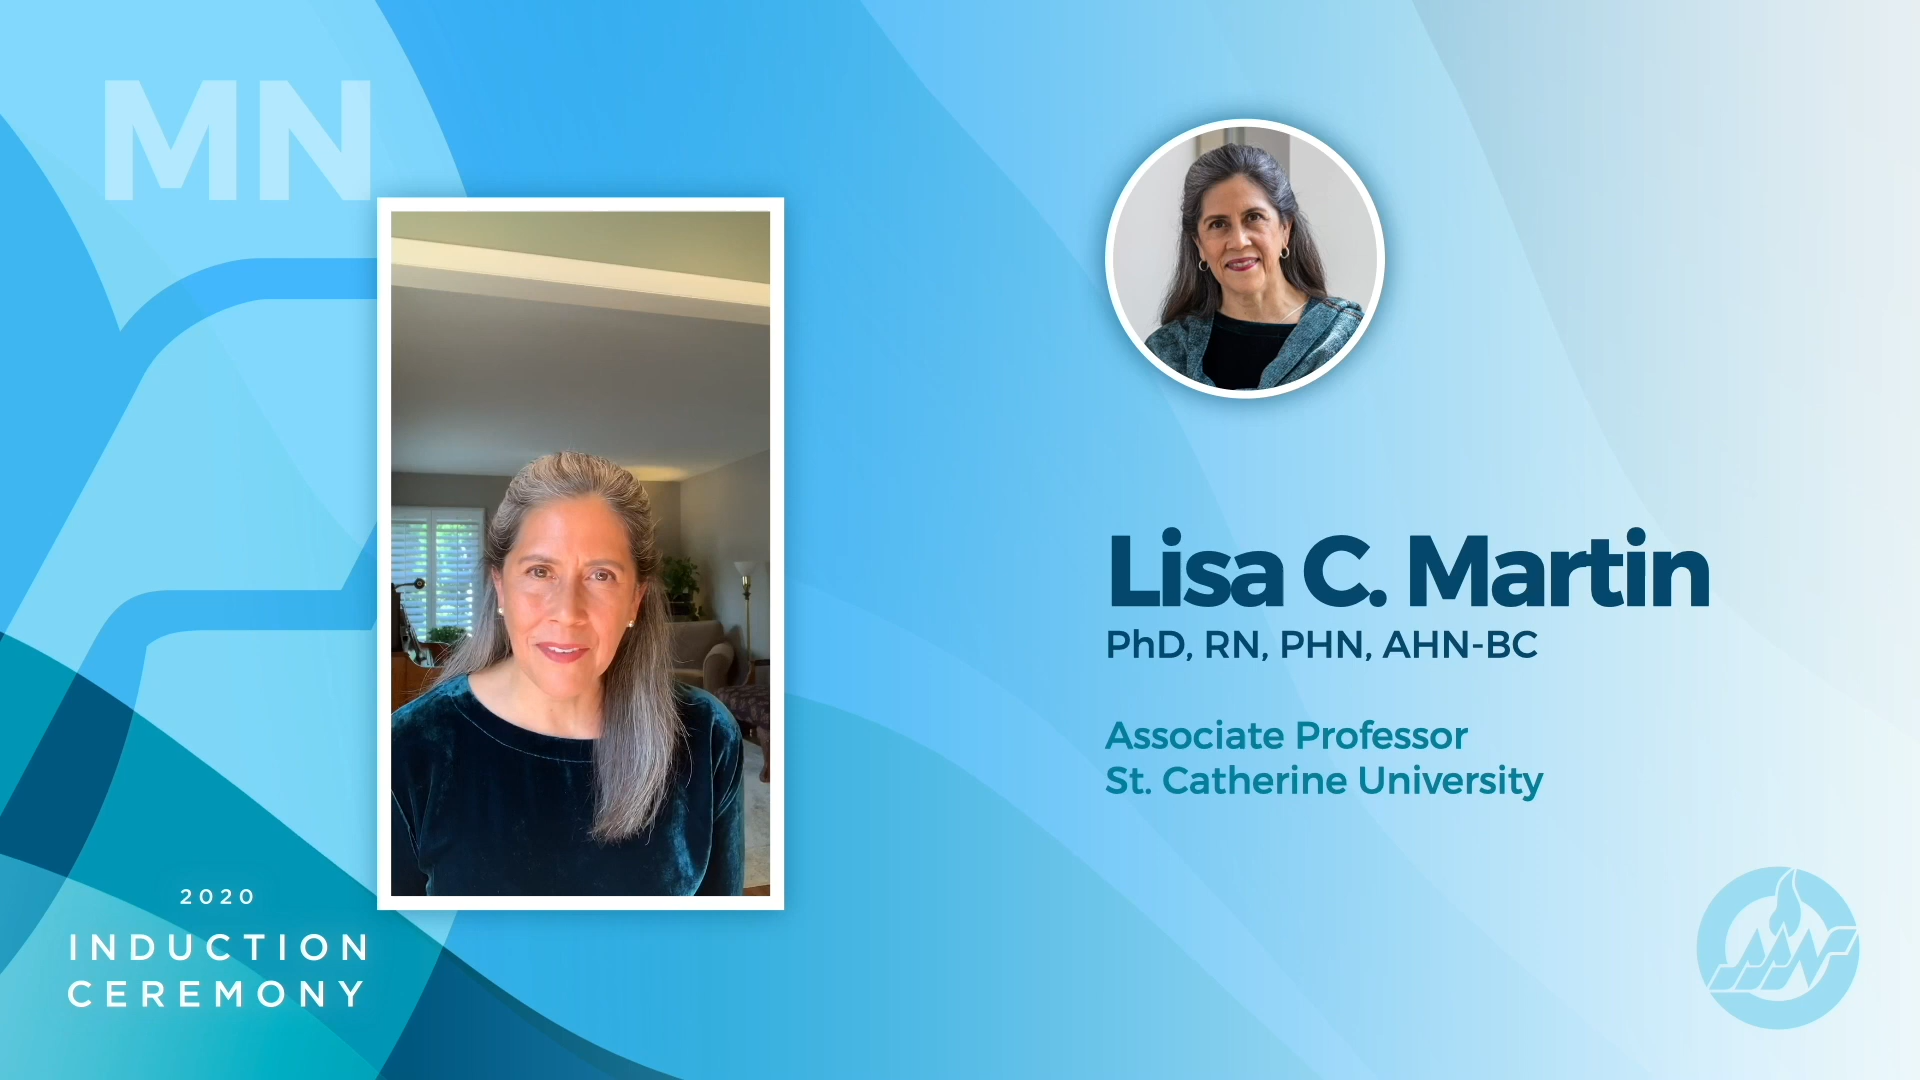 MN
Lisa C. Martin
PhD, RN, PHN, AHN-BC
Associate Professor
St. Catherine University
2020
INDUCTION
CEREMONY